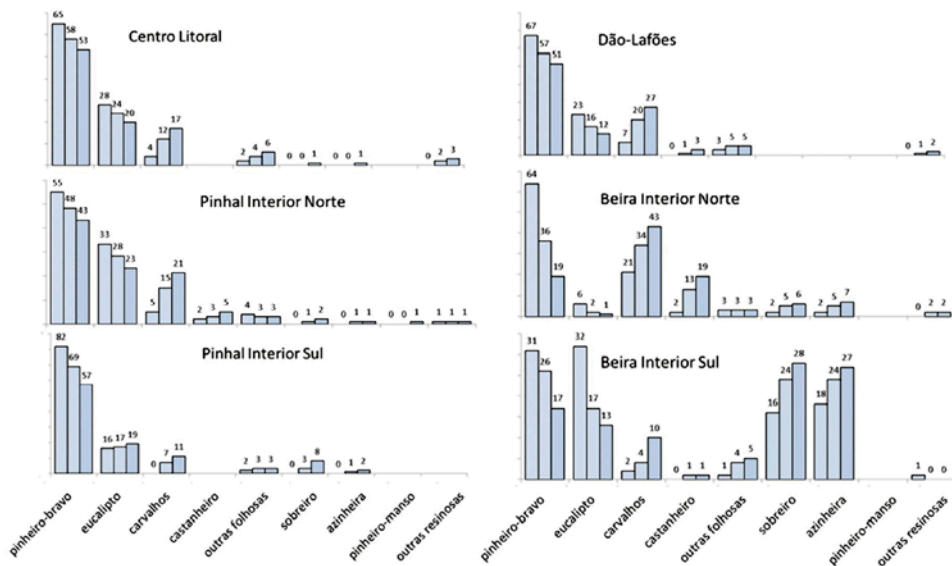 Centro Litoral
65 58 53 28 24 20 4 12 17 2 4 6 0 0 1 0 0 1 0 2 3
Pinhal Interior Norte
55 48 43 33 28 23 5 15 21 2 3 5 4 3 3 0 1 2 0 1 1 0 0 1 1 1 1
Pinhal Interior Sul
82 69 57 16 17 19 0 7 11 2 3 3 0 3 8 0 1 2
pinheiro-bravo
eucalipto
carvalhos
castanheiro
outras folhosas
sobreiro
azinheira
pinheiro-manso
outras resinosas
Dão-Lafões
67 57 51 23 16 12 7 20 27 0 1 3 3 5 5 0 1 2
Beira Interior Norte
64 36 19 6 2 1 21 34 43 2 13 19 3 3 3 2 5 6 2 5 7 0 2 2
Beira Interior Sul
31 26 17 32 17 13 2 4 10 0 1 1 1 4 5 16 24 28 18 24 27 1 0 0
pinheiro-bravo
eucalipto
carvalhos
castanheiro
outras folhosas
sobreiro
azinheira
pinheiro-manso
outras resinosas